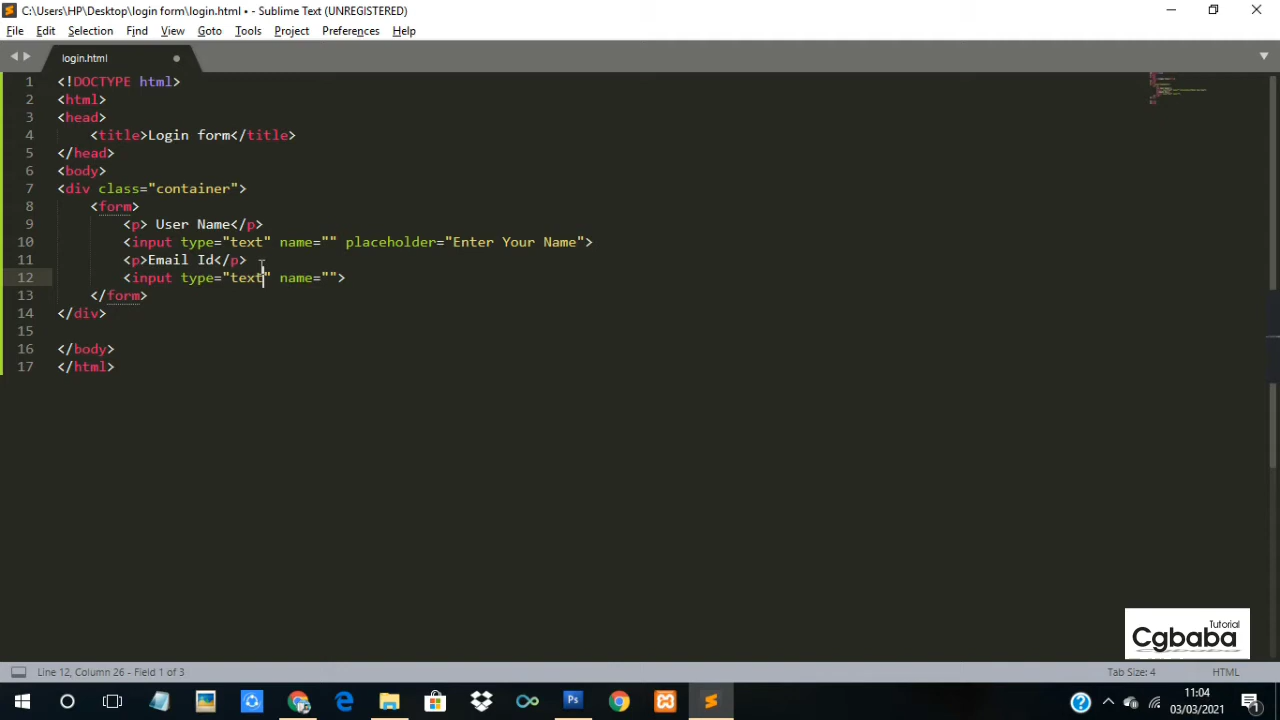 C:\Users\HP\Desktop\login form\login.html • - Sublime Text (UNREGISTERED)
File Edit Selection Find View Goto Tools Project Preferences Help
login.html
1 <!DOCTYPE html>
2 <html>
3 <head>
4 <title>Login form</title>
5 </head>
6 <body>
7 <div class="container">
8 <form>
9 <p> User Name</p>
10 <input type="text" name="" placeholder="Enter Your Name">
11 <p>Email Id</p>
12 <input type="text" name="">
13 </form>
14 </div>
15
16 </body>
17 </html>
Tutorial
Cgbaba
Line 12, Column 26 - Field 1 of 3 Tab Size: 4 HTML
Ps
11:04
03/03/2021
1